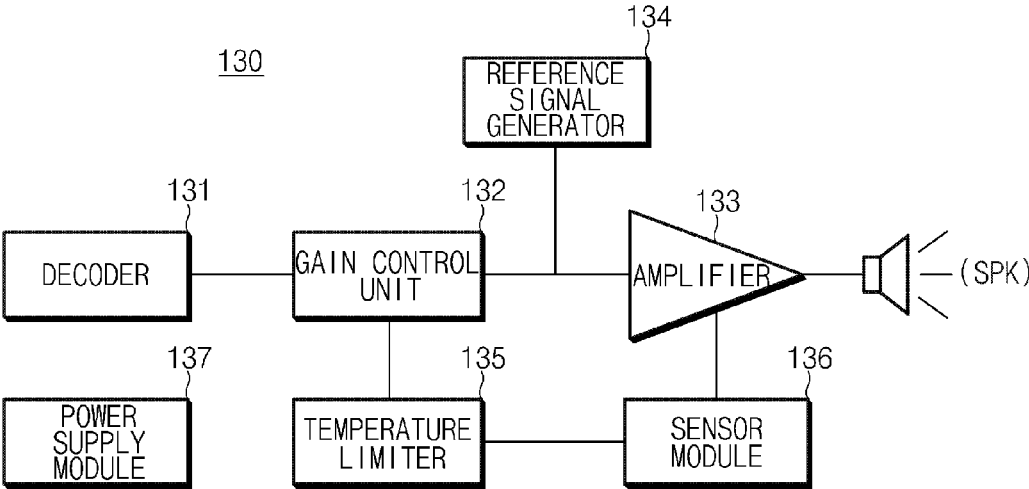 134
130
REFERENCE
SIGNAL
GENERATOR
131
132
133
DECODER
GAIN CONTROL
UNIT
AMPLIFIER
(SPK)
137
135
136
POWER
SUPPLY
MODULE
TEMPERATURE
LIMITER
SENSOR
MODULE